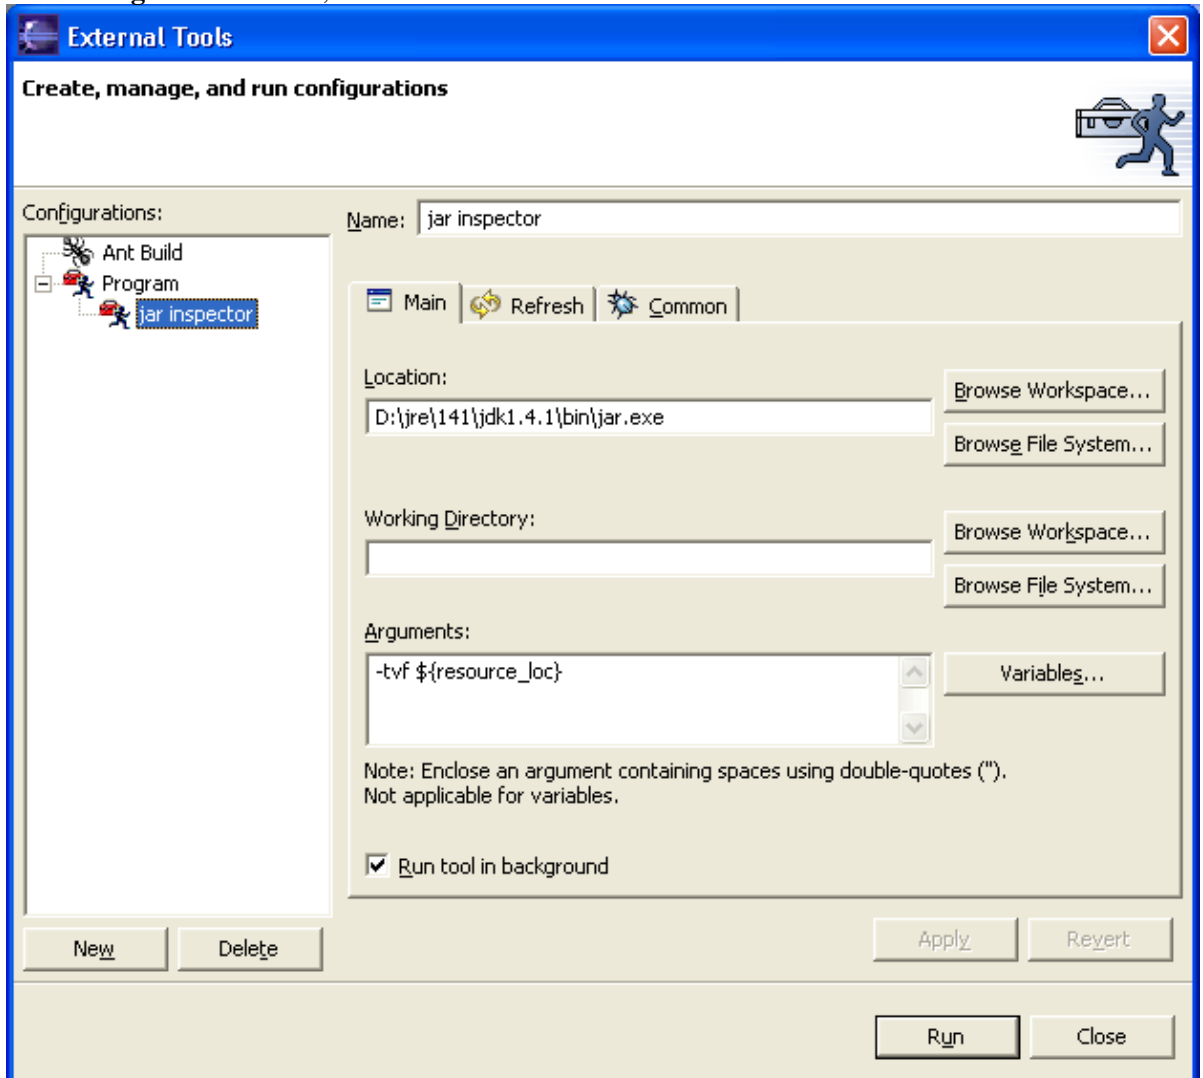 External Tools
Create, manage, and run configurations
Configurations:
Ant Build
Program
jar inspector
Name: jar inspector
Main Refresh Common
Location:
D:\jre\141\jdk1.4.1\bin\jar.exe
Browse Workspace...
Browse File System...
Working Directory:
Browse Workspace...
Browse File System...
Arguments:
-tvf ${resource_loc}
Variables...
Note: Enclose an argument containing spaces using double-quotes (").
Not applicable for variables.
Run tool in background
New Delete
Apply Revert
Run Close